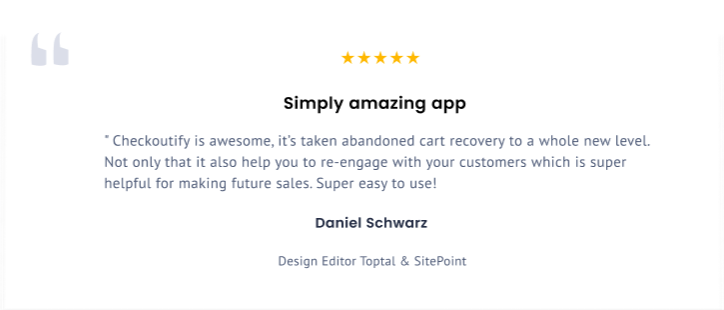 Simply amazing app
" Checkoutify is awesome, it's taken abandoned cart recovery to a whole new level.
Not only that it also help you to re-engage with your customers which is super
helpful for making future sales. Super easy to use!
Daniel Schwarz
Design Editor Toptal & SitePoint